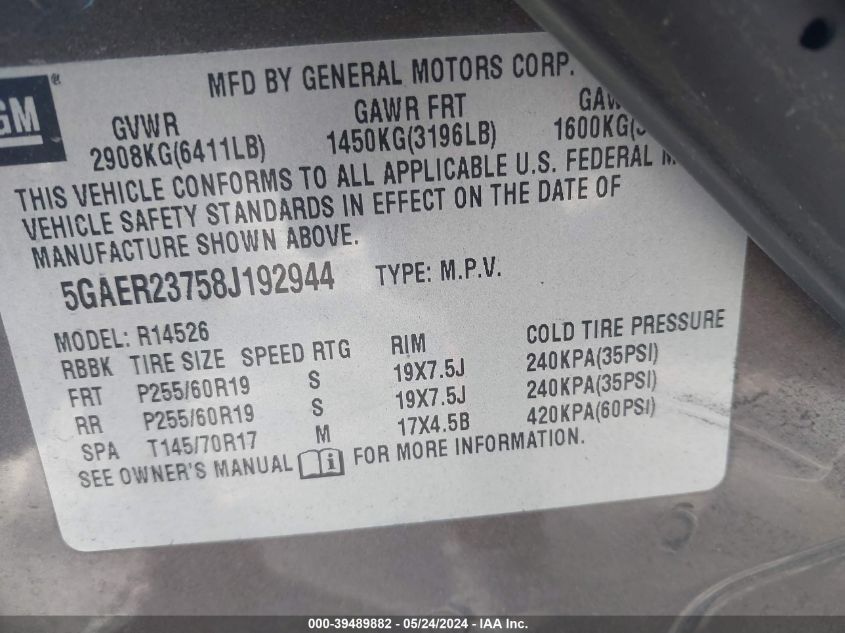 GM ®
MFD BY GENERAL MOTORS CORP.
GVWR GAWR FRT
2908KG(6411LB) 1450KG(3196LB) 1600KG(
THIS VEHICLE CONFORMS TO ALL APPLICABLE U.S. FEDERAL
VEHICLE SAFETY STANDARDS IN EFFECT ON THE DATE OF
MANUFACTURE SHOWN ABOVE.
5GAER23758J192944 TYPE: M.P.V.
MODEL: R14526
RBBK TIRE SIZE SPEED RTG RIM COLD TIRE PRESSURE
FRT P255/60R19 S 19X7.5J 240KPA(35PSI)
RR P255/60R19 S 19X7.5J 240KPA(35PSI)
SPA T145/70R17 M 17X4.5B 420KPA(60PSI)
SEE OWNER'S MANUAL i FOR MORE INFORMATION.
000-39489882 - 05/24/2024 - IAA Inc.